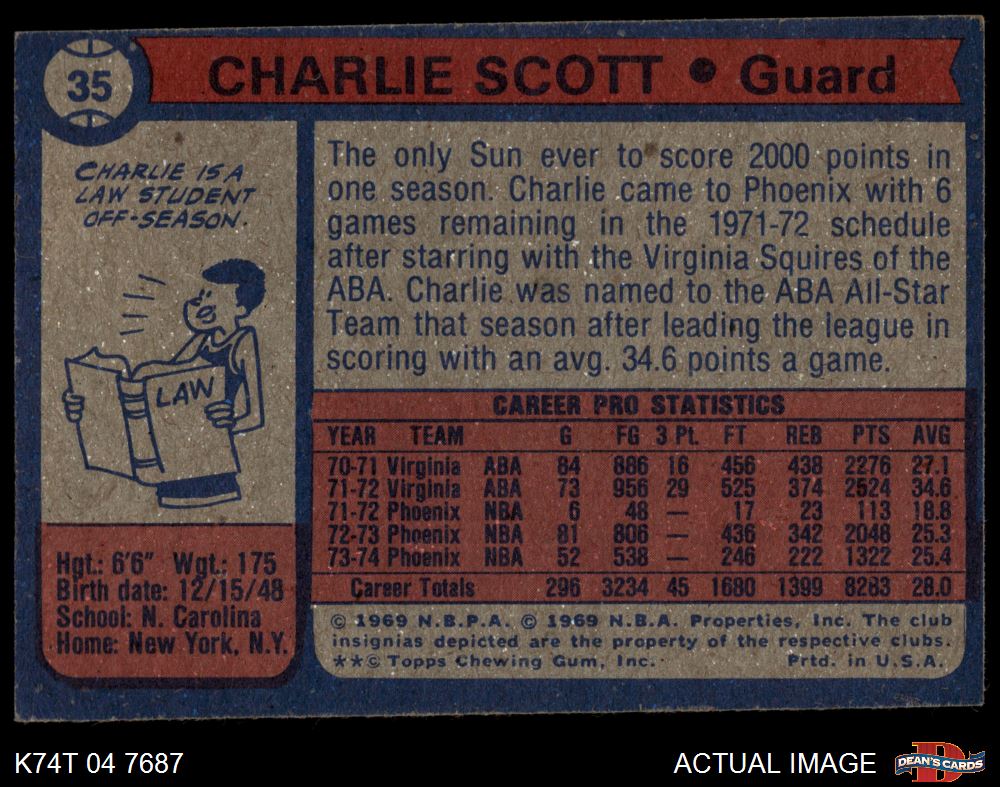 35
CHARLIE SCOTT • Guard
CHARLIE IS A
LAW STUDENT
OFF-SEASON.
LAW
Hgt.: 6'6" Wgt.: 175
Birth date: 12/15/48
School: N. Carolina
Home: New York, N.Y.
The only Sun ever to score 2000 points in
one season. Charlie came to Phoenix with 6
games remaining in the 1971-72 schedule
after starring with the Virginia Squires of the
ABA. Charlie was named to the ABA All-Star
Team that season after leading the league in
scoring with an avg. 34.6 points a game.
CAREER PRO STATISTICS
YEAR TEAM G FG 3 Pt. FT REB PTS AVG
70-71 Virginia ABA 84 886 16 456 438 2276 27.1
71-72 Virginia ABA 73 956 29 525 374 2524 34.6
71-72 Phoenix NBA 6 48 — 17 23 113 18.8
72-73 Phoenix NBA 81 806 — 436 342 2048 25.3
73-74 Phoenix NBA 52 538 — 246 222 1322 25.4
Career Totals 296 3234 45 1680 1399 8283 28.0
© 1969 N.B.P.A. © 1969 N.B.A. Properties, Inc. The club
insignias depicted are the property of the respective clubs.
**© Topps Chewing Gum, Inc. Prtd. in U.S.A.
K74T 04 7687
ACTUAL IMAGE
D
DEAN'S CARDS